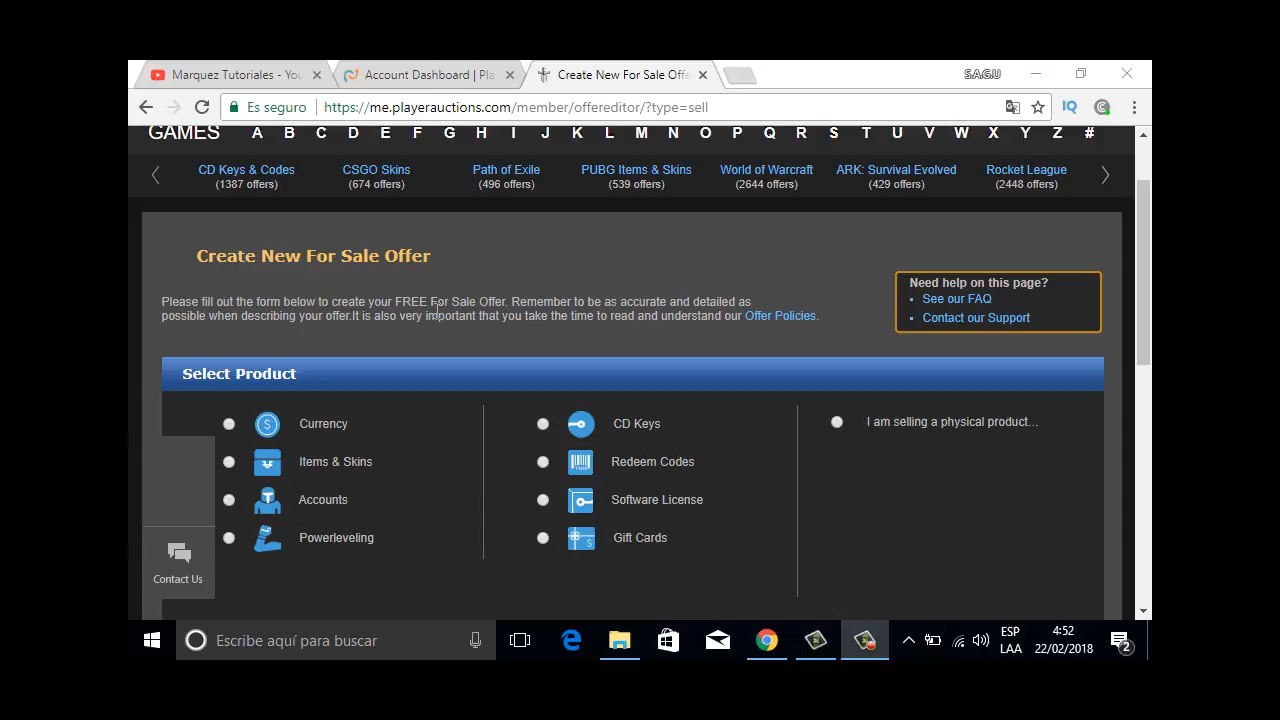 Marquez Tutoriales - You
Account Dashboard | Pla
Create New For Sale Offe
S.A.G.U
Es seguro
https://me.playerauctions.com/member/offereditor/?type=sell
GAMES A B C D E F G H I J K L M N O P Q R S T U V W X Y Z #
CD Keys & Codes
(1387 offers)
CSGO Skins
(674 offers)
Path of Exile
(496 offers)
PUBG Items & Skins
(539 offers)
World of Warcraft
(2644 offers)
ARK: Survival Evolved
(429 offers)
Rocket League
(2448 offers)
Create New For Sale Offer
Please fill out the form below to create your FREE For Sale Offer. Remember to be as accurate and detailed as
possible when describing your offer.It is also very important that you take the time to read and understand our Offer Policies.
Need help on this page?
See our FAQ
Contact our Support
Select Product
Currency
Items & Skins
Accounts
Powerleveling
CD Keys
Redeem Codes
Software License
Gift Cards
I am selling a physical product...
Contact Us
Escribe aquí para buscar
ESP
LAA
4:52
22/02/2018
2